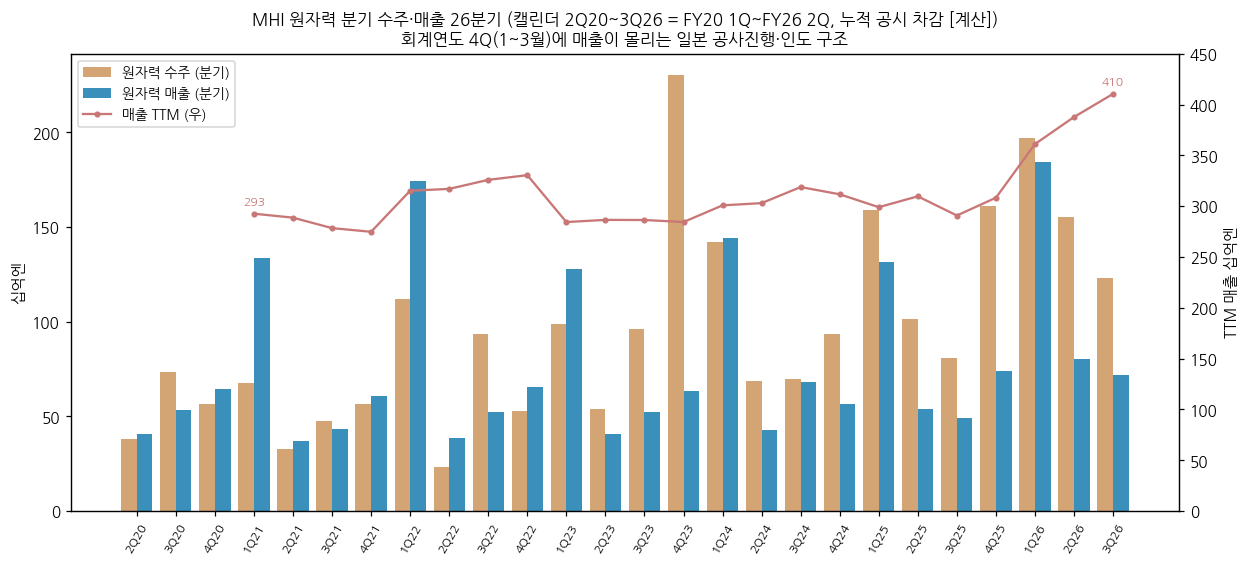 MHI 원자력 분기 수주·매출 26분기 (캘린더 2Q20~3Q26 = FY20 1Q~FY26 2Q, 누적 공시 차감 [계산])
회계연도 4Q(1~3월)에 매출이 몰리는 일본 공사진행·인도 구조
원자력 수주 (분기)
원자력 매출 (분기)
매출 TTM (우)
십억엔
200
150
100
50
0
293
410
450
400
350
300
250
200
150
100
50
0
TTM 매출 십억엔
2Q20
3Q20
4Q20
1Q21
2Q21
3Q21
4Q21
1Q22
2Q22
3Q22
4Q22
1Q23
2Q23
3Q23
4Q23
1Q24
2Q24
3Q24
4Q24
1Q25
2Q25
3Q25
4Q25
1Q26
2Q26
3Q26